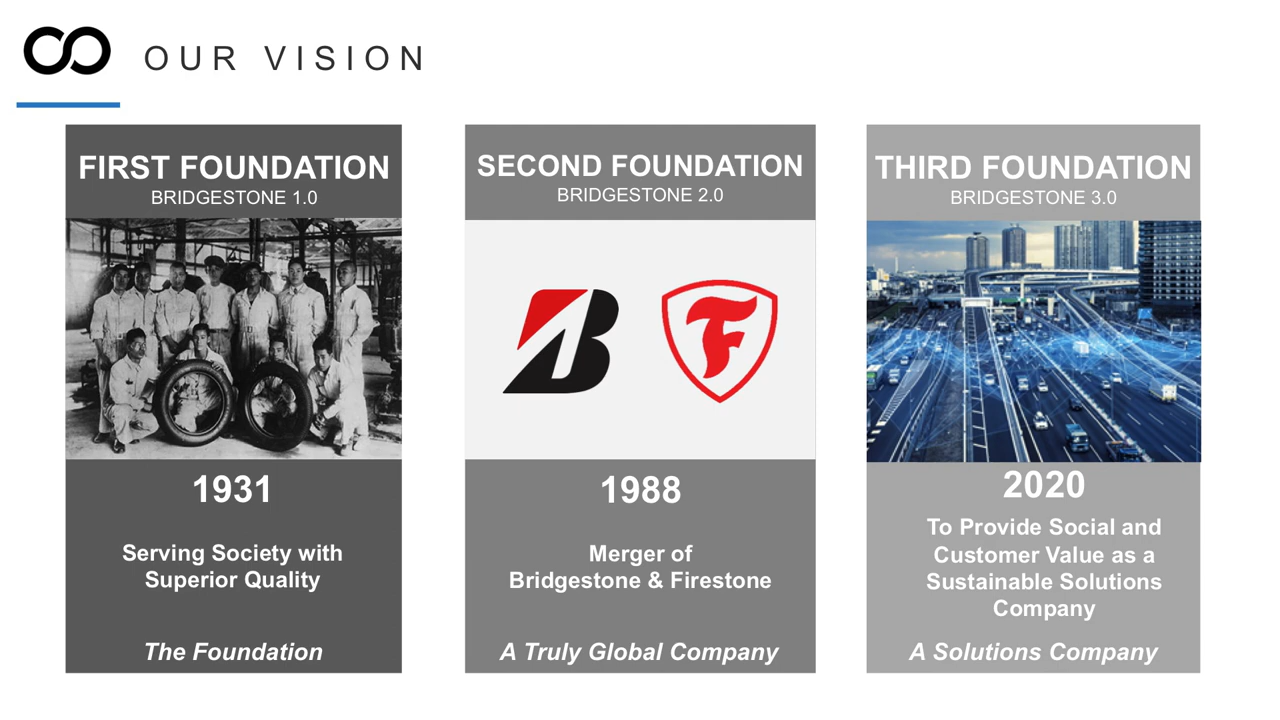 OUR VISION
FIRST FOUNDATION
BRIDGESTONE 1.0
1931
Serving Society with
Superior Quality
The Foundation
SECOND FOUNDATION
BRIDGESTONE 2.0
B F
1988
Merger of
Bridgestone & Firestone
A Truly Global Company
THIRD FOUNDATION
BRIDGESTONE 3.0
2020
To Provide Social and
Customer Value as a
Sustainable Solutions
Company
A Solutions Company